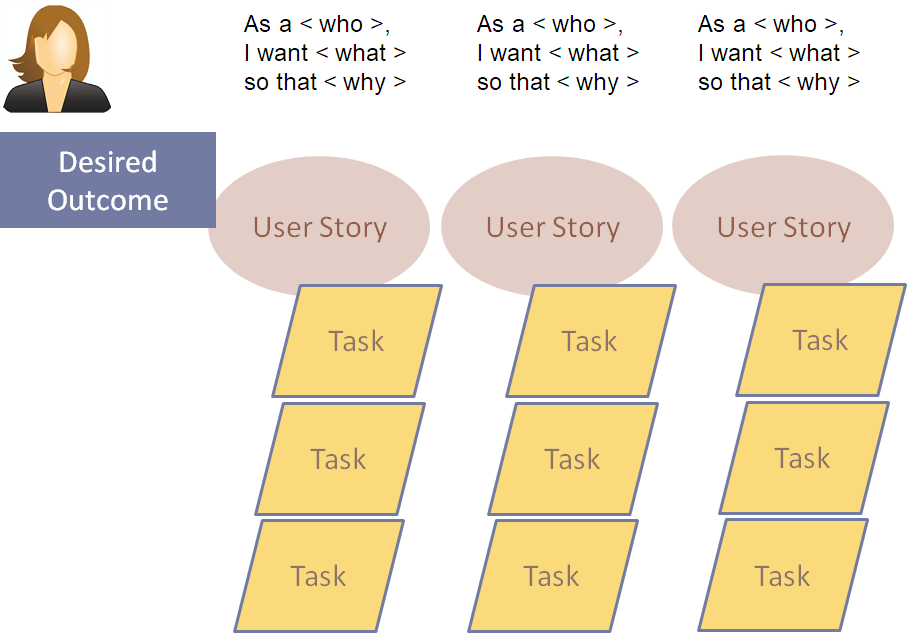 As a < who >,
I want < what >
so that < why >
As a < who >,
I want < what >
so that < why >
As a < who >,
I want < what >
so that < why >
Desired
Outcome
User Story
User Story
User Story
Task
Task
Task
Task
Task
Task
Task
Task
Task